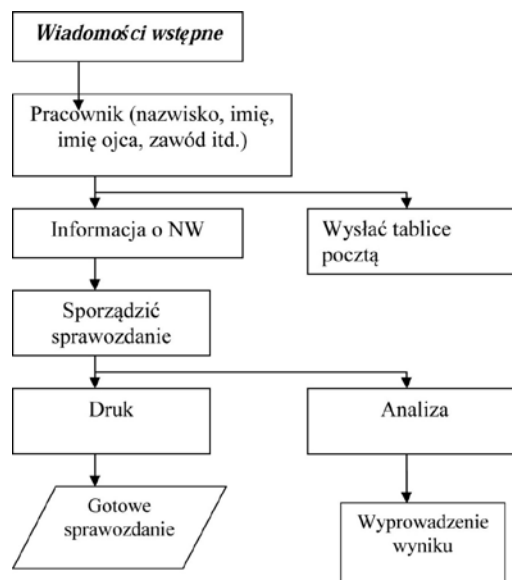 Wiadomości wstępne
Pracownik (nazwisko, imię,
imię ojca, zawód itd.)
Informacja o NW
Wysłać tablice
pocztą
Sporządzić
sprawozdanie
Druk
Analiza
Gotowe
sprawozdanie
Wyprowadzenie
wyniku